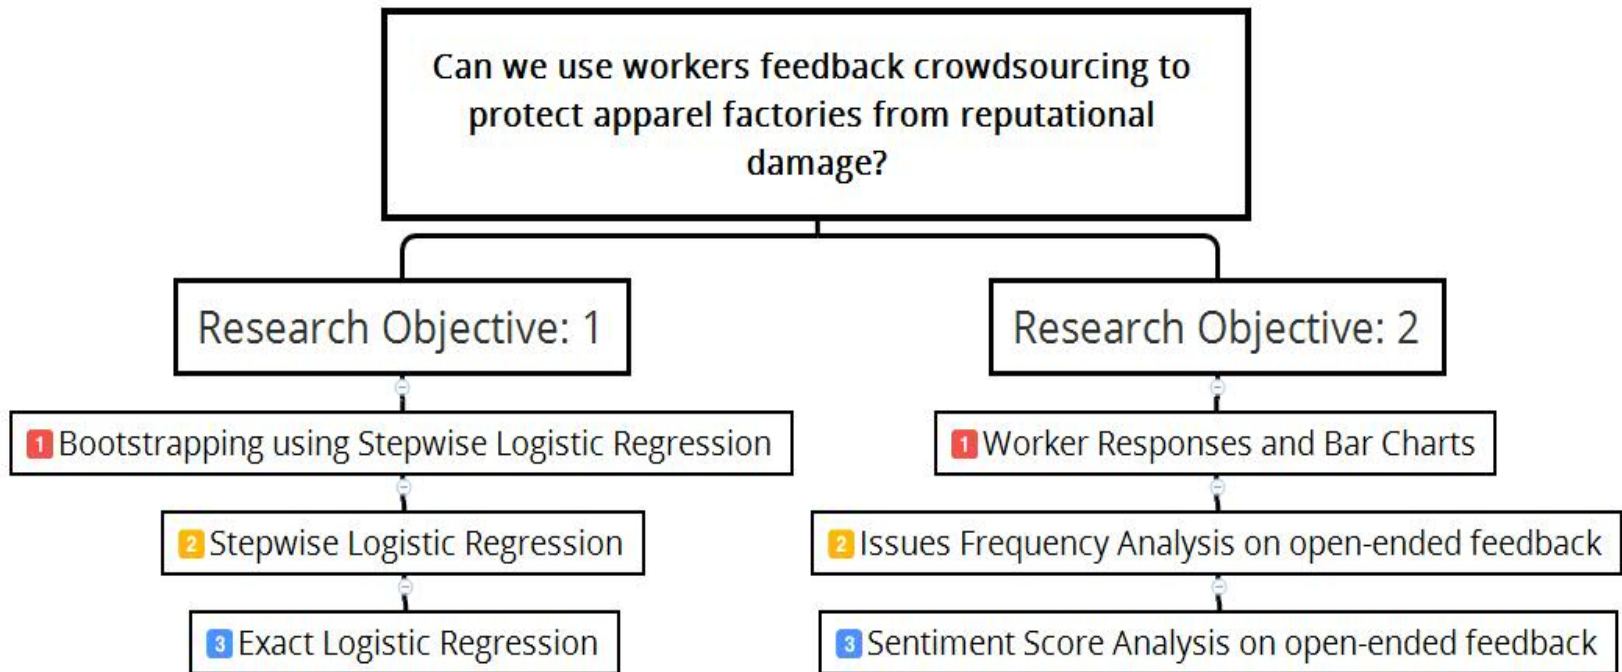 Can we use workers feedback crowdsourcing to
protect apparel factories from reputational
damage?
Research Objective: 1
1 Bootstrapping using Stepwise Logistic Regression
2 Stepwise Logistic Regression
3 Exact Logistic Regression
Research Objective: 2
1 Worker Responses and Bar Charts
2 Issues Frequency Analysis on open-ended feedback
3 Sentiment Score Analysis on open-ended feedback